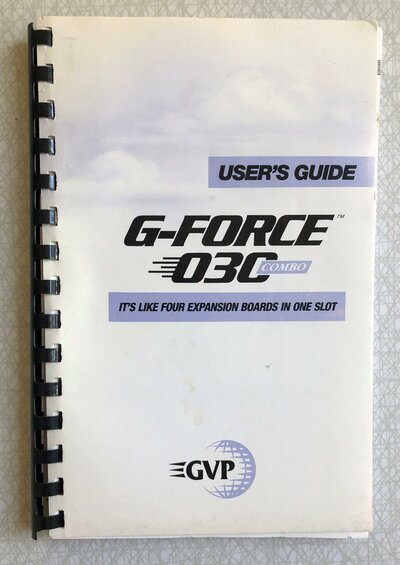 USER'S GUIDE
G-FORCE™
030 COMBO
IT'S LIKE FOUR EXPANSION BOARDS IN ONE SLOT
GVP